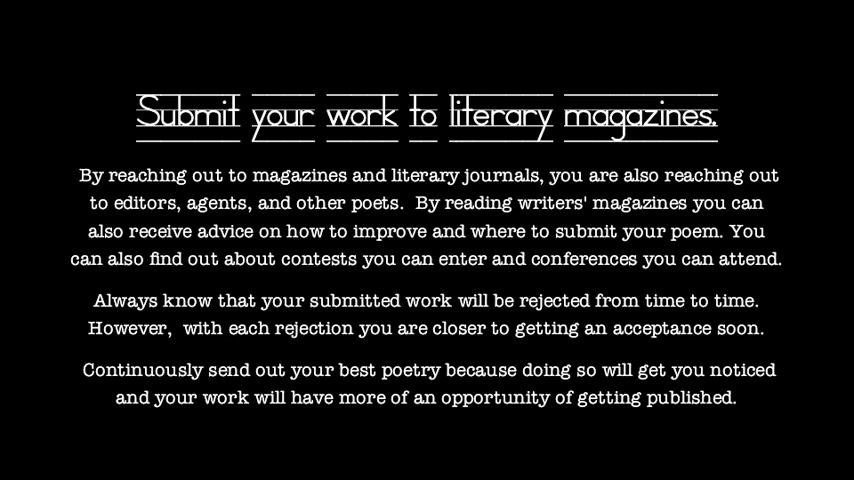 Submit your work to literary magazines.
By reaching out to magazines and literary journals, you are also reaching out
to editors, agents, and other poets.  By reading writers' magazines you can
also receive advice on how to improve and where to submit your poem. You
can also find out about contests you can enter and conferences you can attend.
Always know that your submitted work will be rejected from time to time.
However,  with each rejection you are closer to getting an acceptance soon.
Continuously send out your best poetry because doing so will get you noticed
and your work will have more of an opportunity of getting published.